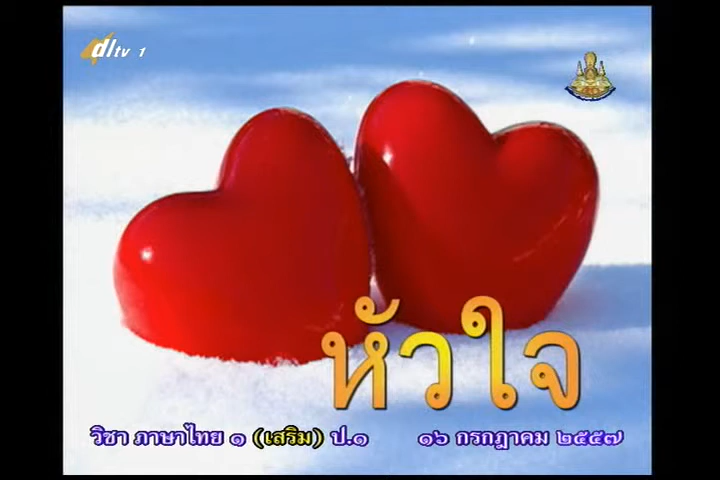 dltv 1
หัวใจ
วิชา ภาษาไทย ๑ (เสริม) ป.๑ ๑๖ กรกฎาคม ๒๕๕๗